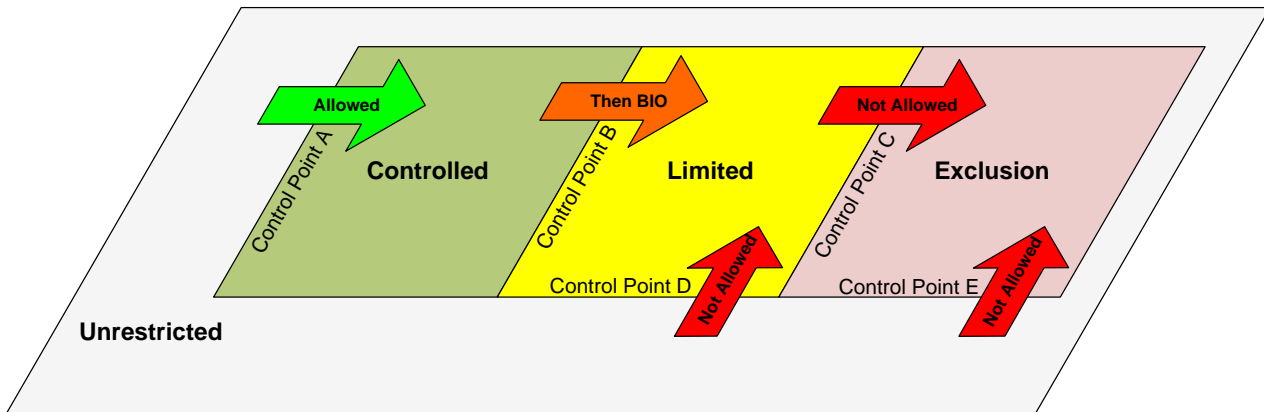 Allowed
Then BIO
Not Allowed
Control Point A
Controlled
Control Point B
Limited
Control Point C
Exclusion
Control Point D
Not Allowed
Control Point E
Not Allowed
Unrestricted